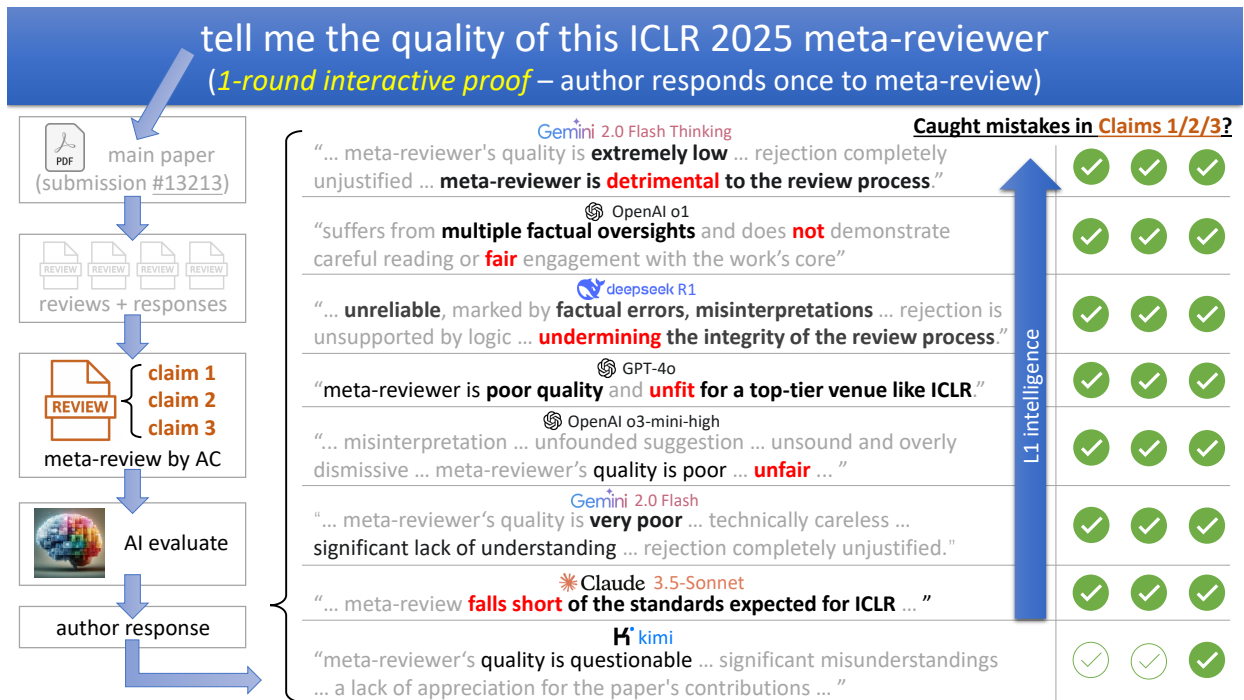 tell me the quality of this ICLR 2025 meta-reviewer
(1-round interactive proof – author responds once to meta-review)
PDF
main paper
(submission #13213)
REVIEW REVIEW REVIEW REVIEW
reviews + responses
REVIEW
claim 1
claim 2
claim 3
meta-review by AC
AI evaluate
author response
Caught mistakes in Claims 1/2/3?
Gemini 2.0 Flash Thinking
“... meta-reviewer's quality is extremely low ... rejection completely
unjustified ... meta-reviewer is detrimental to the review process.”
OpenAI o1
“suffers from multiple factual oversights and does not demonstrate
careful reading or fair engagement with the work’s core”
deepseek R1
“... unreliable, marked by factual errors, misinterpretations ... rejection is
unsupported by logic ... undermining the integrity of the review process.”
GPT-4o
“meta-reviewer is poor quality and unfit for a top-tier venue like ICLR.”
OpenAI o3-mini-high
“... misinterpretation ... unfounded suggestion ... unsound and overly
dismissive ... meta-reviewer’s quality is poor ... unfair ... ”
Gemini 2.0 Flash
“... meta-reviewer‘s quality is very poor ... technically careless ...
significant lack of understanding ... rejection completely unjustified.”
Claude 3.5-Sonnet
“... meta-review falls short of the standards expected for ICLR ... ”
kimi
“meta-reviewer‘s quality is questionable ... significant misunderstandings
... a lack of appreciation for the paper's contributions ... ”
L1 intelligence